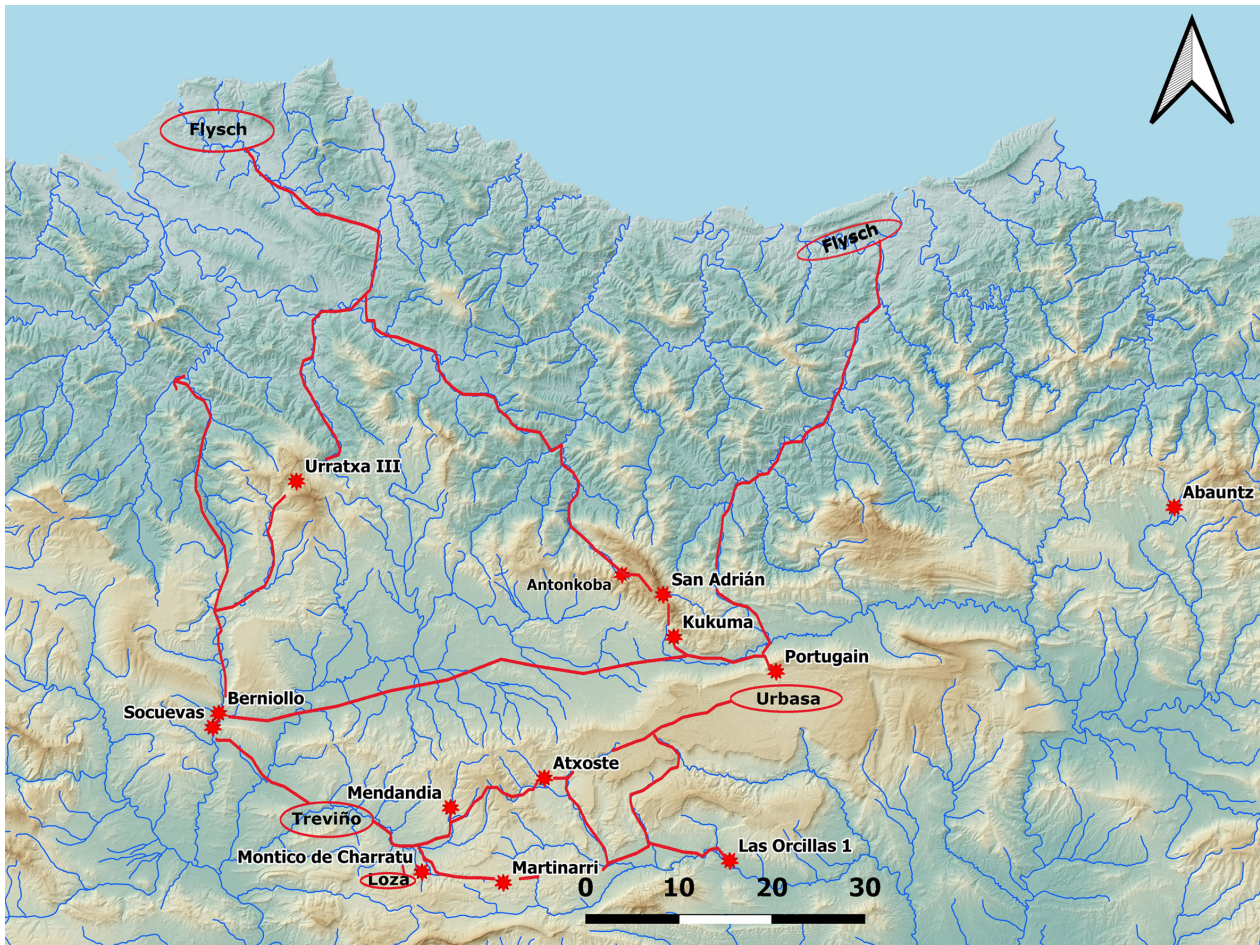 Flysch
Flysch
Urratxa III
Abauntz
Antonkoba
San Adrián
Kukuma
Portugain
Urbasa
Berniollo
Socuevas
Atxoste
Mendandia
Treviño
Montico de Charratu
Las Orcillas 1
Loza
Martinarri
0 10 20 30